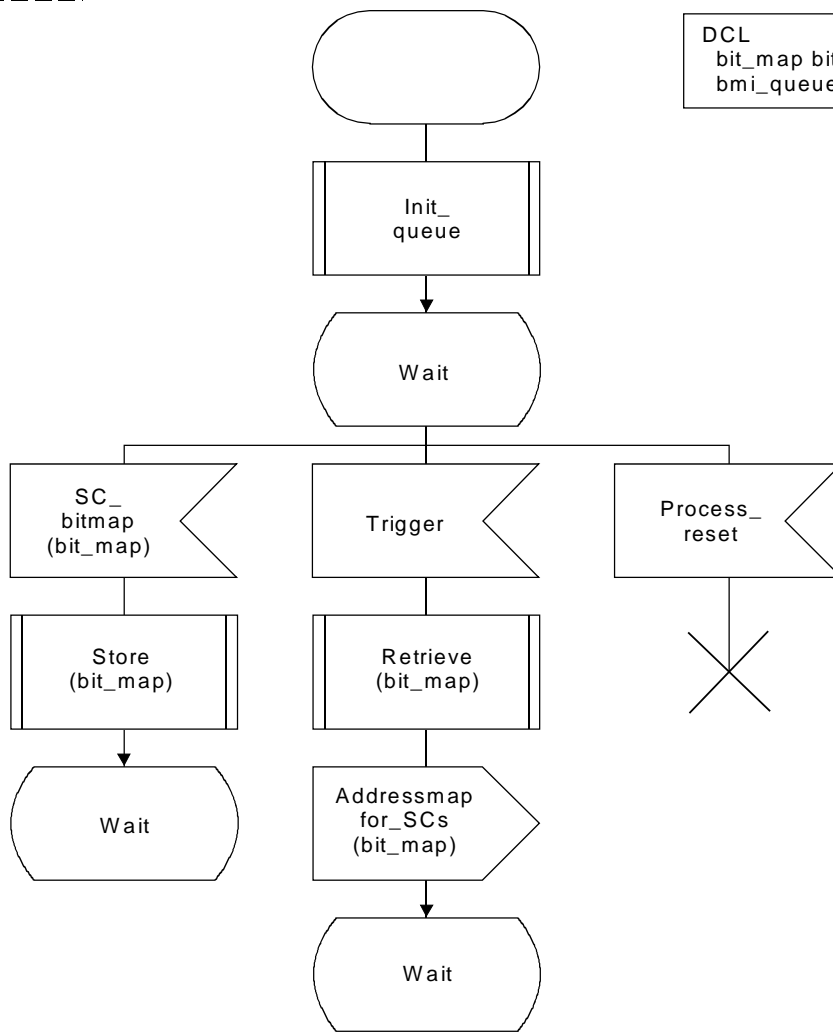 DCL
bit_map bit
bmi_queue
Init_
queue
Wait
SC_
bitmap
(bit_map)
Trigger
Process_
reset
Store
(bit_map)
Retrieve
(bit_map)
Wait
Addressmap
for_SCs
(bit_map)
Wait